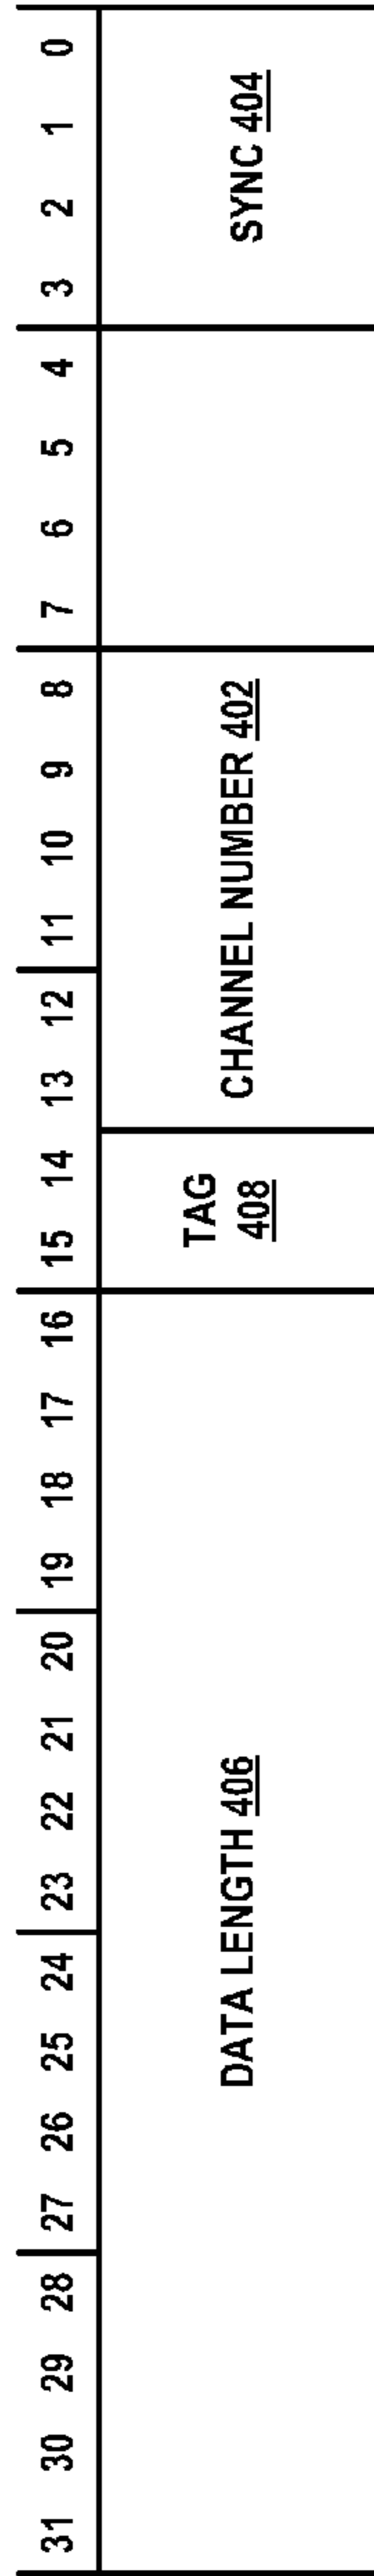 31 30 29 28 27 26 25 24 23 22 21 20 19 18 17 16 15 14 13 12 11 10 9 8 7 6 5 4 3 2 1 0
DATA LENGTH 406
TAG
408
CHANNEL NUMBER 402
SYNC 404